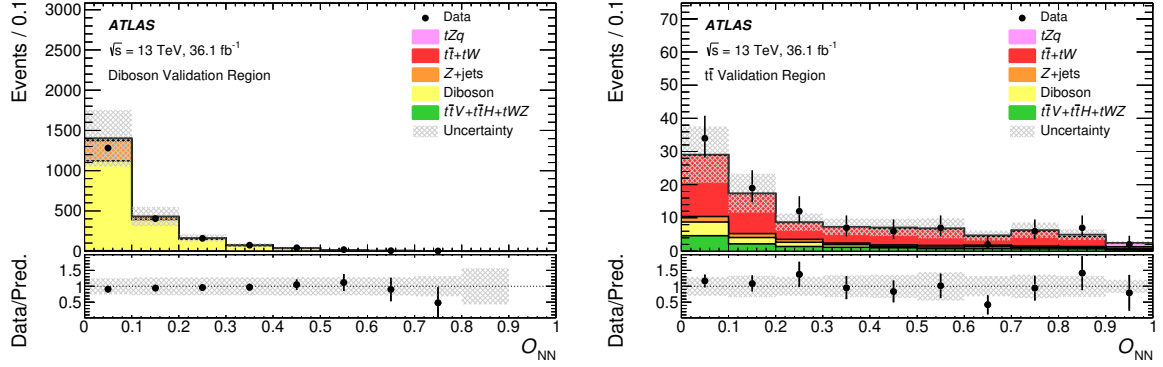 Events / 0.1
3000
2500
2000
1500
1000
500
0
ATLAS
√s = 13 TeV, 36.1 fb⁻¹
Diboson Validation Region
Data
tZq
tt̄+tW
Z+jets
Diboson
tt̄V+tt̄H+tWZ
Uncertainty
Data/Pred.
1.5
1
0.5
0 0.1 0.2 0.3 0.4 0.5 0.6 0.7 0.8 0.9 1
O_NN
Events / 0.1
70
60
50
40
30
20
10
0
ATLAS
√s = 13 TeV, 36.1 fb⁻¹
tt̄ Validation Region
Data
tZq
tt̄+tW
Z+jets
Diboson
tt̄V+tt̄H+tWZ
Uncertainty
Data/Pred.
1.5
1
0.5
0 0.1 0.2 0.3 0.4 0.5 0.6 0.7 0.8 0.9 1
O_NN